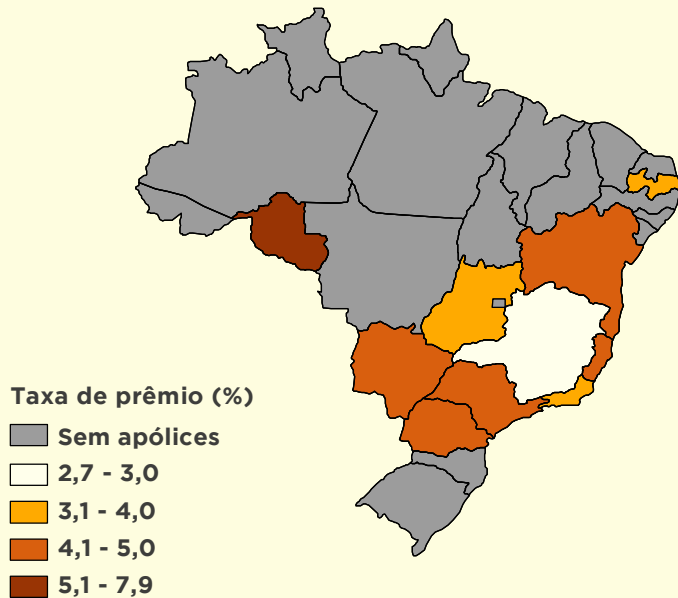 Taxa de prêmio (%)
Sem apólices
2,7 - 3,0
3,1 - 4,0
4,1 - 5,0
5,1 - 7,9